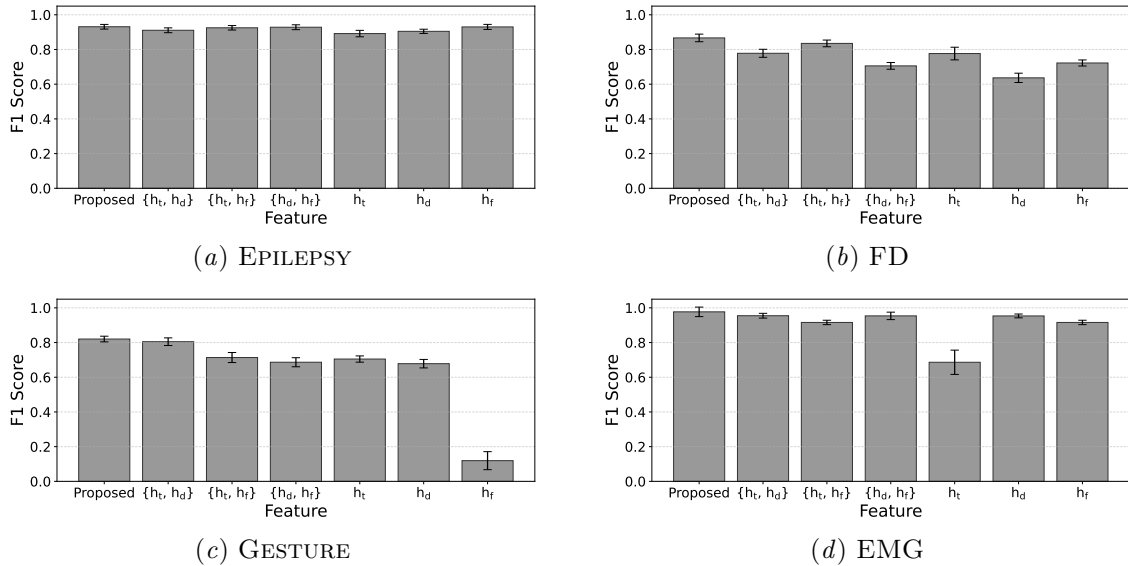 1.0
0.8
0.6
0.4
0.2
0.0
F1 Score
Proposed {h_t, h_d} {h_t, h_f} {h_d, h_f} h_t h_d h_f
Feature
(a) EPILEPSY
1.0
0.8
0.6
0.4
0.2
0.0
F1 Score
Proposed {h_t, h_d} {h_t, h_f} {h_d, h_f} h_t h_d h_f
Feature
(b) FD
1.0
0.8
0.6
0.4
0.2
0.0
F1 Score
Proposed {h_t, h_d} {h_t, h_f} {h_d, h_f} h_t h_d h_f
Feature
(c) GESTURE
1.0
0.8
0.6
0.4
0.2
0.0
F1 Score
Proposed {h_t, h_d} {h_t, h_f} {h_d, h_f} h_t h_d h_f
Feature
(d) EMG